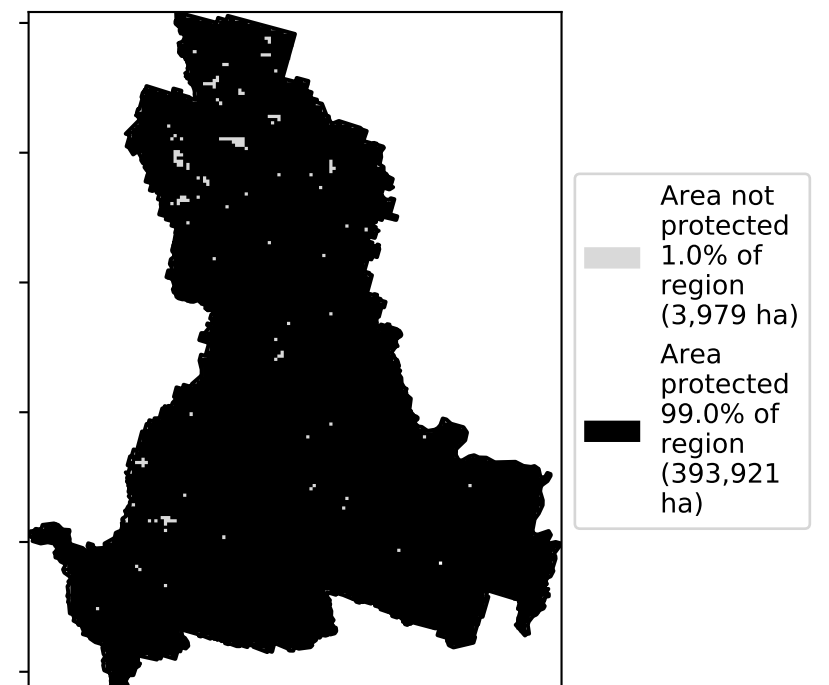 Area not
protected
1.0% of
region
(3,979 ha)
Area
protected
99.0% of
region
(393,921
ha)